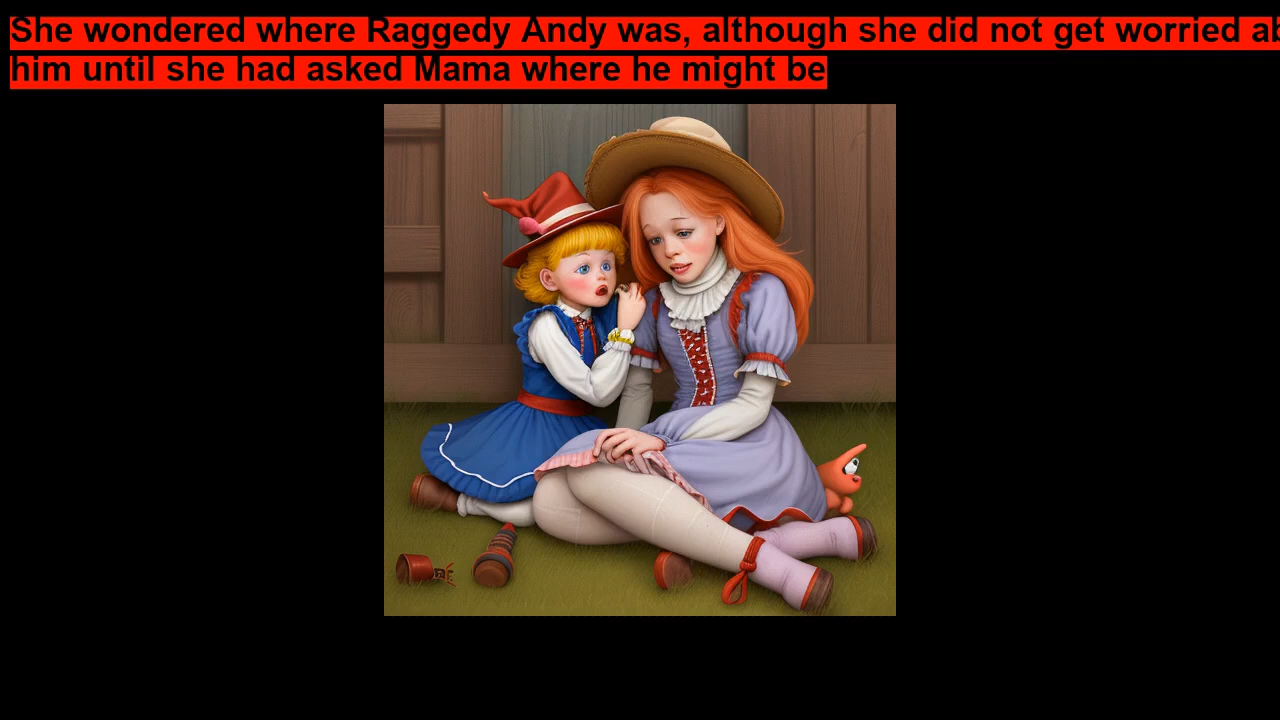 She wondered where Raggedy Andy was, although she did not get worried
him until she had asked Mama where he might be